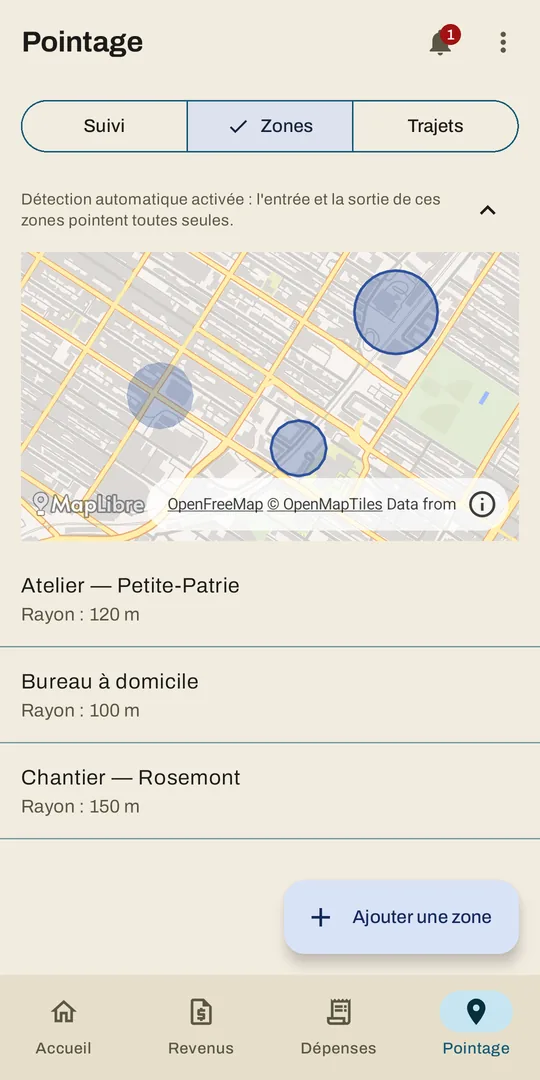 Pointage
1
Suivi
Zones
Trajets
Détection automatique activée : l'entrée et la sortie de ces
zones pointent toutes seules.
MapLibre
OpenFreeMap © OpenMapTiles Data from
Atelier — Petite-Patrie
Rayon : 120 m
Bureau à domicile
Rayon : 100 m
Chantier — Rosemont
Rayon : 150 m
Ajouter une zone
Accueil
Revenus
Dépenses
Pointage